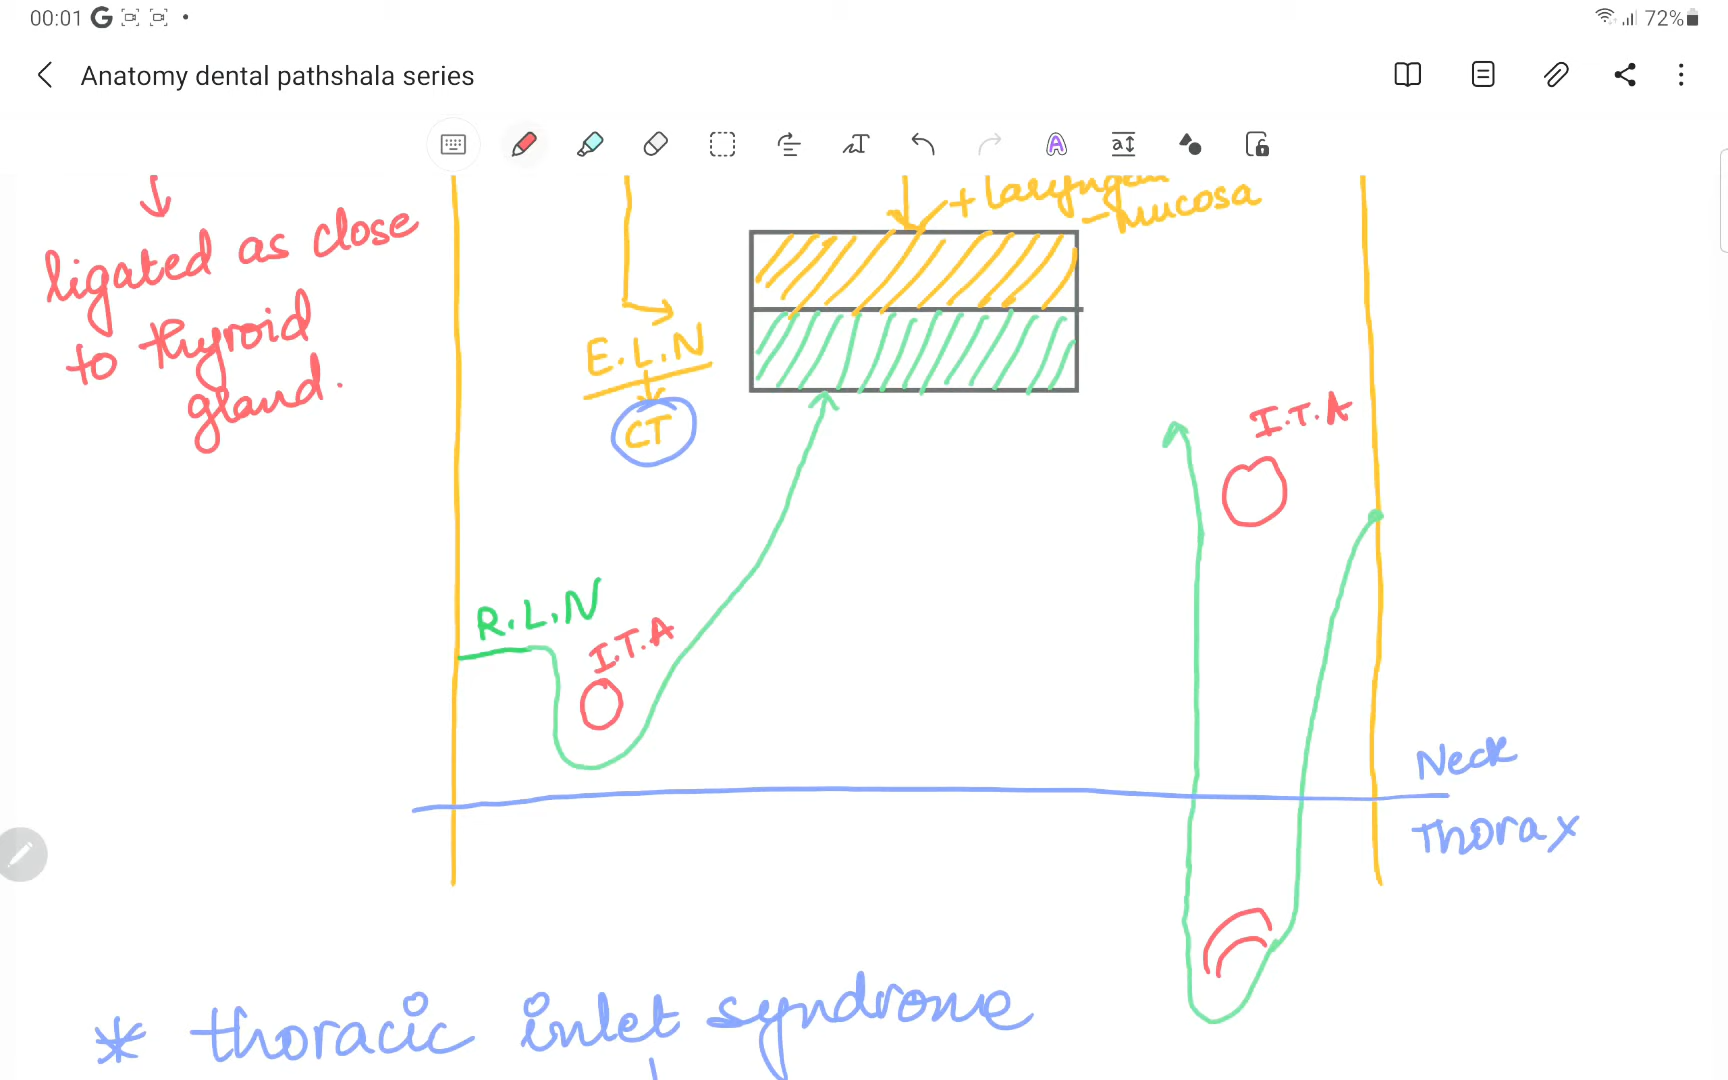 00:01 G
72%
Anatomy dental pathshala series
+ laryngeal
mucosa
ligated as close
to thyroid
gland.
E.L.N
CT
I.T.A
R.L.N
I.T.A
Neck
Thorax
* thoracic inlet syndrome